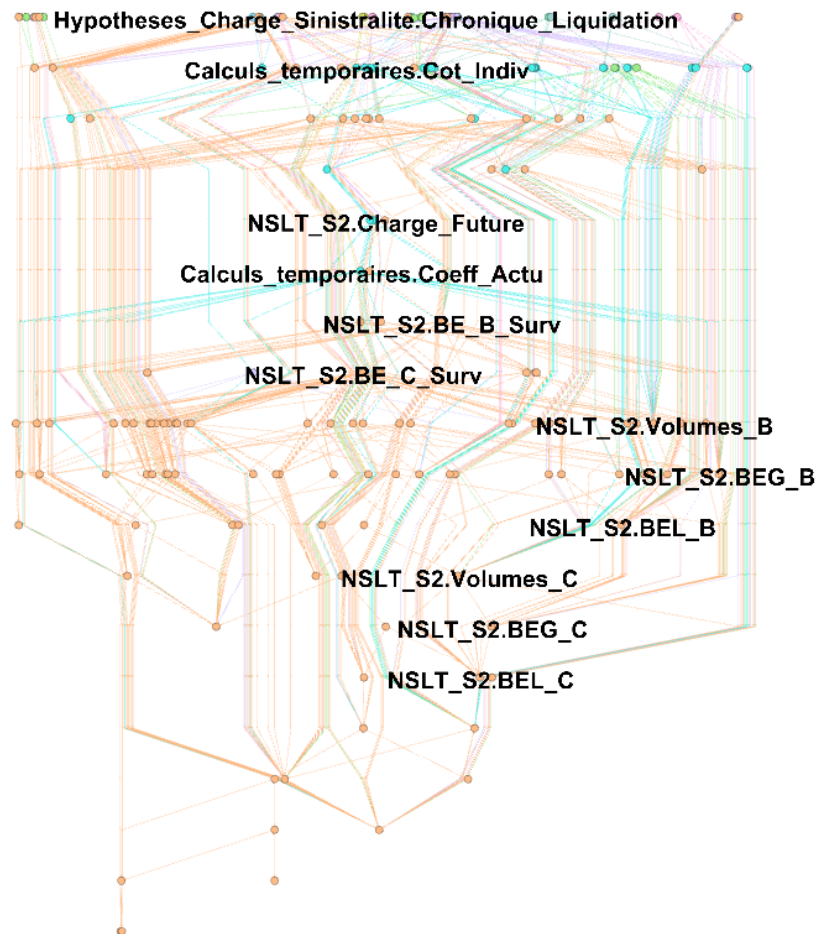 Hypotheses_Charge_Sinistralite.Chronique_Liquidation
Calculs_temporaires.Cot_Indiv
NSLT_S2.Charge_Future
Calculs_temporaires.Coeff_Actu
NSLT_S2.BE_B_Surv
NSLT_S2.BE_C_Surv
NSLT_S2.Volumes_B
NSLT_S2.BEG_B
NSLT_S2.BEL_B
NSLT_S2.Volumes_C
NSLT_S2.BEG_C
NSLT_S2.BEL_C